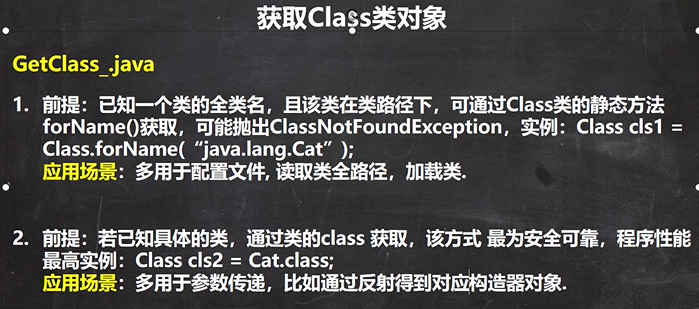 获取Class类对象
GetClass_.java
1. 前提：已知一个类的全类名，且该类在类路径下，可通过Class类的静态方法
forName()获取，可能抛出ClassNotFoundException，实例：Class cls1 =
Class.forName(“java.lang.Cat”);
应用场景：多用于配置文件, 读取类全路径，加载类.
2. 前提：若已知具体的类，通过类的class 获取，该方式 最为安全可靠，程序性能
最高实例：Class cls2 = Cat.class;
应用场景：多用于参数传递，比如通过反射得到对应构造器对象.